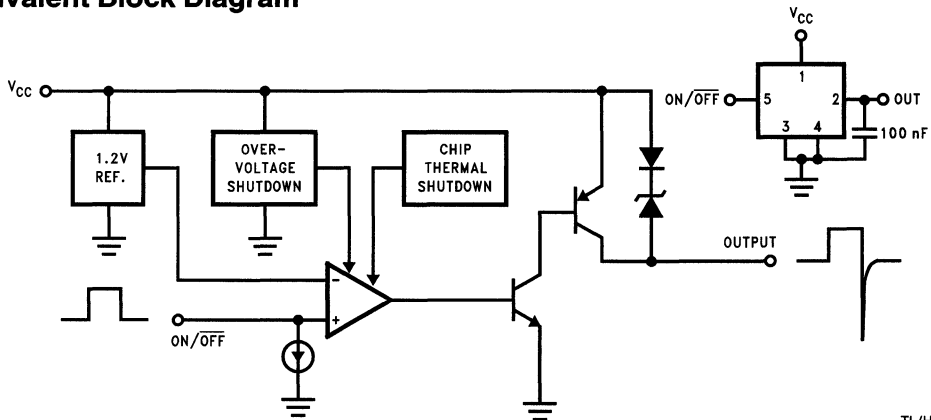 ivalent Block Diagram
VCC
VCC
1
ON/OFF
5
2
OUT
3
4
100 nF
1.2V
REF.
OVER-
VOLTAGE
SHUTDOWN
CHIP
THERMAL
SHUTDOWN
OUTPUT
−
+
ON/OFF